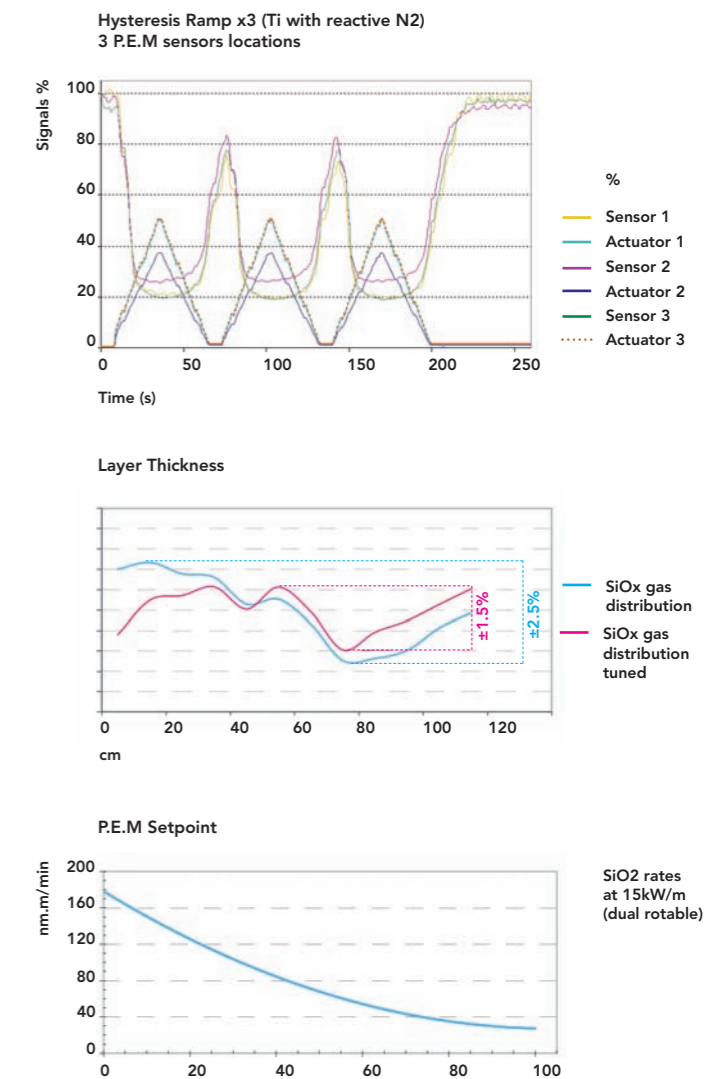 Hysteresis Ramp x3 (Ti with reactive N2)
3 P.E.M sensors locations
Signals %
100
80
60
40
20
0
0 50 100 150 200 250
Time (s)
%
Sensor 1
Actuator 1
Sensor 2
Actuator 2
Sensor 3
Actuator 3
Layer Thickness
±1.5%
±2.5%
0 20 40 60 80 100 120
cm
SiOx gas
distribution
SiOx gas
distribution
tuned
P.E.M Setpoint
nm.m/min
200
160
120
80
40
0
0 20 40 60 80 100
SiO2 rates
at 15kW/m
(dual rotable)